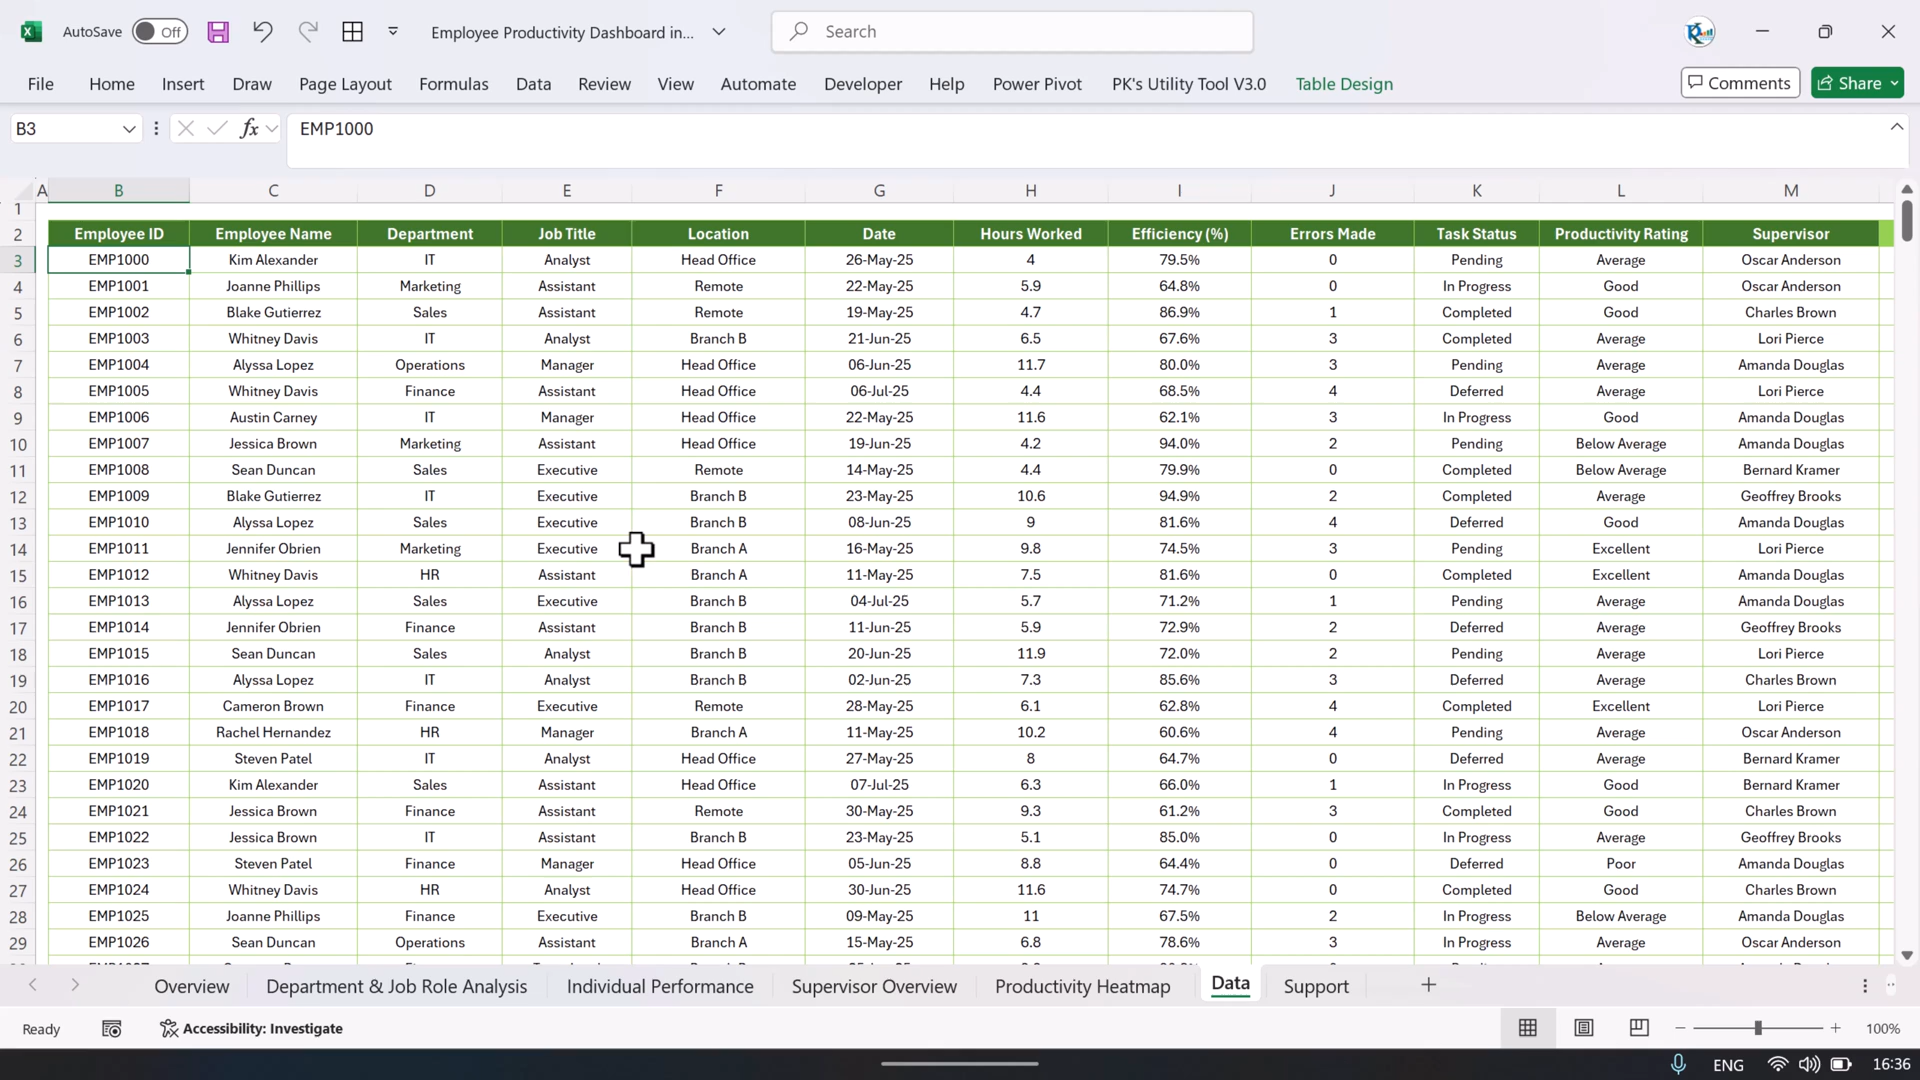 AutoSave Off Employee Productivity Dashboard in... Search
File Home Insert Draw Page Layout Formulas Data Review View Automate Developer Help Power Pivot PK's Utility Tool V3.0 Table Design Comments Share
B3 fx EMP1000
A B C D E F G H I J K L M
1
2 Employee ID Employee Name Department Job Title Location Date Hours Worked Efficiency (%) Errors Made Task Status Productivity Rating Supervisor
3 EMP1000 Kim Alexander IT Analyst Head Office 26-May-25 4 79.5% 0 Pending Average Oscar Anderson
4 EMP1001 Joanne Phillips Marketing Assistant Remote 22-May-25 5.9 64.8% 0 In Progress Good Oscar Anderson
5 EMP1002 Blake Gutierrez Sales Assistant Remote 19-May-25 4.7 86.9% 1 Completed Good Charles Brown
6 EMP1003 Whitney Davis IT Analyst Branch B 21-Jun-25 6.5 67.6% 3 Completed Average Lori Pierce
7 EMP1004 Alyssa Lopez Operations Manager Head Office 06-Jun-25 11.7 80.0% 3 Pending Average Amanda Douglas
8 EMP1005 Whitney Davis Finance Assistant Head Office 06-Jul-25 4.4 68.5% 4 Deferred Average Lori Pierce
9 EMP1006 Austin Carney IT Manager Head Office 22-May-25 11.6 62.1% 3 In Progress Good Amanda Douglas
10 EMP1007 Jessica Brown Marketing Assistant Head Office 19-Jun-25 4.2 94.0% 2 Pending Below Average Amanda Douglas
11 EMP1008 Sean Duncan Sales Executive Remote 14-May-25 4.4 79.9% 0 Completed Below Average Bernard Kramer
12 EMP1009 Blake Gutierrez IT Executive Branch B 23-May-25 10.6 94.9% 2 Completed Average Geoffrey Brooks
13 EMP1010 Alyssa Lopez Sales Executive Branch B 08-Jun-25 9 81.6% 4 Deferred Good Amanda Douglas
14 EMP1011 Jennifer Obrien Marketing Executive Branch A 16-May-25 9.8 74.5% 3 Pending Excellent Lori Pierce
15 EMP1012 Whitney Davis HR Assistant Branch A 11-May-25 7.5 81.6% 0 Completed Excellent Amanda Douglas
16 EMP1013 Alyssa Lopez Sales Executive Branch B 04-Jul-25 5.7 71.2% 1 Pending Average Amanda Douglas
17 EMP1014 Jennifer Obrien Finance Assistant Branch B 11-Jun-25 5.9 72.9% 2 Deferred Average Geoffrey Brooks
18 EMP1015 Sean Duncan Sales Analyst Branch B 20-Jun-25 11.9 72.0% 2 Pending Average Lori Pierce
19 EMP1016 Alyssa Lopez IT Analyst Branch B 02-Jun-25 7.3 85.6% 3 Deferred Average Charles Brown
20 EMP1017 Cameron Brown Finance Executive Remote 28-May-25 6.1 62.8% 4 Completed Excellent Lori Pierce
21 EMP1018 Rachel Hernandez HR Manager Branch A 11-May-25 10.2 60.6% 4 Pending Average Oscar Anderson
22 EMP1019 Steven Patel IT Analyst Head Office 27-May-25 8 64.7% 0 Deferred Average Bernard Kramer
23 EMP1020 Kim Alexander Sales Assistant Head Office 07-Jul-25 6.3 66.0% 1 In Progress Good Bernard Kramer
24 EMP1021 Jessica Brown Finance Assistant Remote 30-May-25 9.3 61.2% 3 Completed Good Charles Brown
25 EMP1022 Jessica Brown IT Assistant Branch B 23-May-25 5.1 85.0% 0 In Progress Average Geoffrey Brooks
26 EMP1023 Steven Patel Finance Manager Head Office 05-Jun-25 8.8 64.4% 0 Deferred Poor Amanda Douglas
27 EMP1024 Whitney Davis HR Analyst Head Office 30-Jun-25 11.6 74.7% 0 Completed Good Charles Brown
28 EMP1025 Joanne Phillips Finance Executive Branch B 09-May-25 11 67.5% 2 In Progress Below Average Amanda Douglas
29 EMP1026 Sean Duncan Operations Assistant Branch A 15-May-25 6.8 78.6% 3 In Progress Average Oscar Anderson
Overview Department & Job Role Analysis Individual Performance Supervisor Overview Productivity Heatmap Data Support
Ready Accessibility: Investigate 100%
ENG 16:36